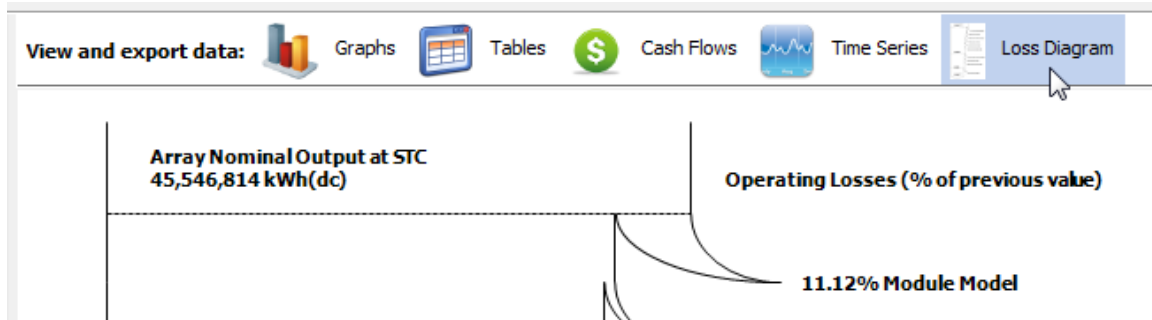 View and export data: Graphs Tables Cash Flows Time Series Loss Diagram
Array Nominal Output at STC
45,546,814 kWh(dc)
Operating Losses (% of previous value)
11.12% Module Model